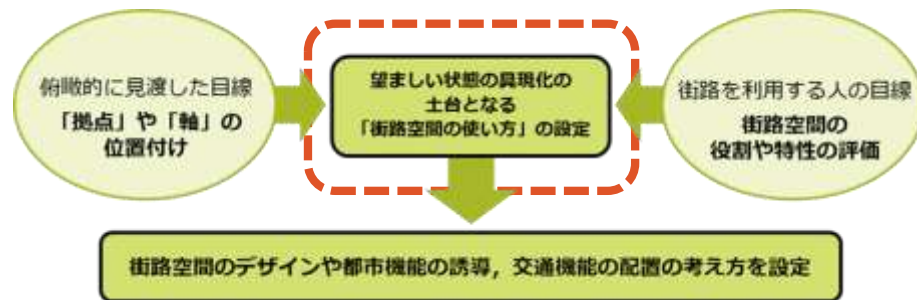 俯瞰的に見渡した目線
「拠点」や「軸」の
位置付け
望ましい状態の具現化の
土台となる
「街路空間の使い方」の設定
街路を利用する人の目線
街路空間の
役割や特性の評価
街路空間のデザインや都市機能の誘導，交通機能の配置の考え方を設定